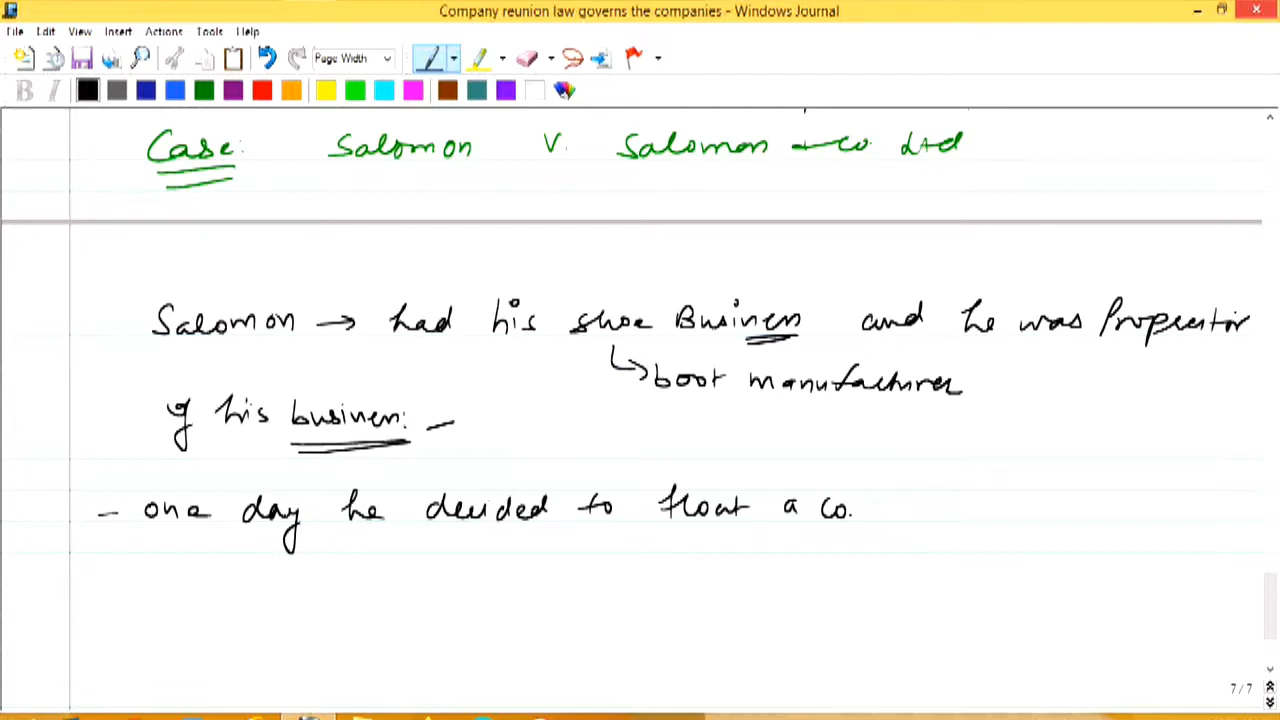 Company reunion law governs the companies - Windows Journal
File Edit View Insert Actions Tools Help
Page Width
B I
Case: Salomon V. Salomon + co. Ltd
Salomon → had his shoe Business and he was Proprietor
↳ boot manufacturer
of his business: -
- one day he decided to float a co.
7 / 7